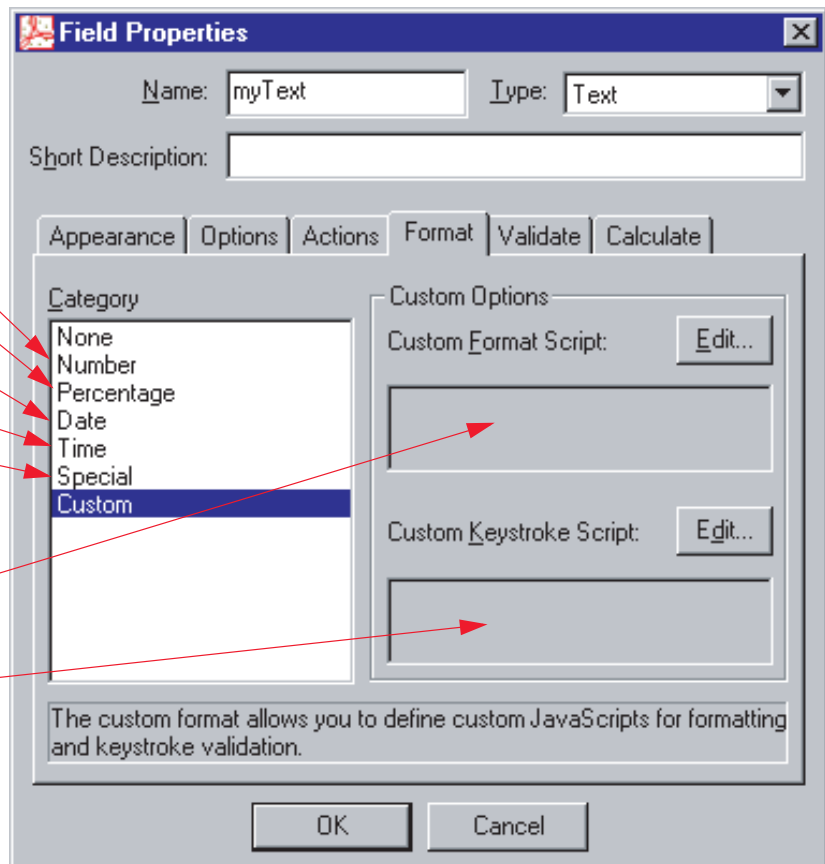 Field Properties
Name: myText Type: Text
Short Description:
Appearance Options Actions Format Validate Calculate
Category
None
Number
Percentage
Date
Time
Special
Custom
Custom Options
Custom Format Script: Edit...
Custom Keystroke Script: Edit...
The custom format allows you to define custom JavaScripts for formatting
and keystroke validation.
OK Cancel